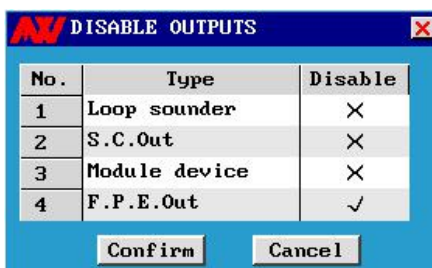 DISABLE OUTPUTS
No. Type Disable
1 Loop sounder ×
2 S.C.Out ×
3 Module device ×
4 F.P.E.Out √
Confirm Cancel